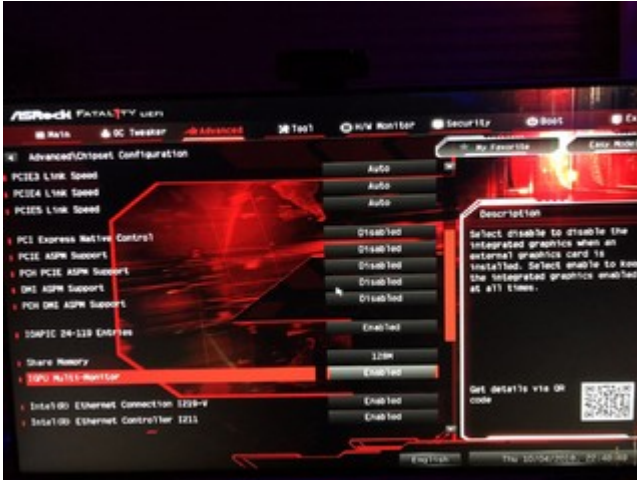 ASRock FATAL1TY UEFI
Main OC Tweaker Advanced Tool H/W Monitor Security Boot Ex
My Favorite Easy Mode
Advanced\Chipset Configuration
PCIE3 Link Speed Auto
PCIE4 Link Speed Auto
PCIE5 Link Speed Auto
PCI Express Native Control Disabled
PCIE ASPM Support Disabled
PCH PCIE ASPM Support Disabled
DMI ASPM Support Disabled
PCH DMI ASPM Support Disabled
IOAPIC 24-119 Entries Enabled
Share Memory 128M
IGPU Multi-Monitor Enabled
Intel(R) Ethernet Connection I219-V Enabled
Intel(R) Ethernet Controller I211 Enabled
Description
Select disable to disable the
integrated graphics when an
external graphics card is
installed. Select enable to keep
the integrated graphics enabled
at all times.
Get details via QR
code
English Thu 10/04/2018,